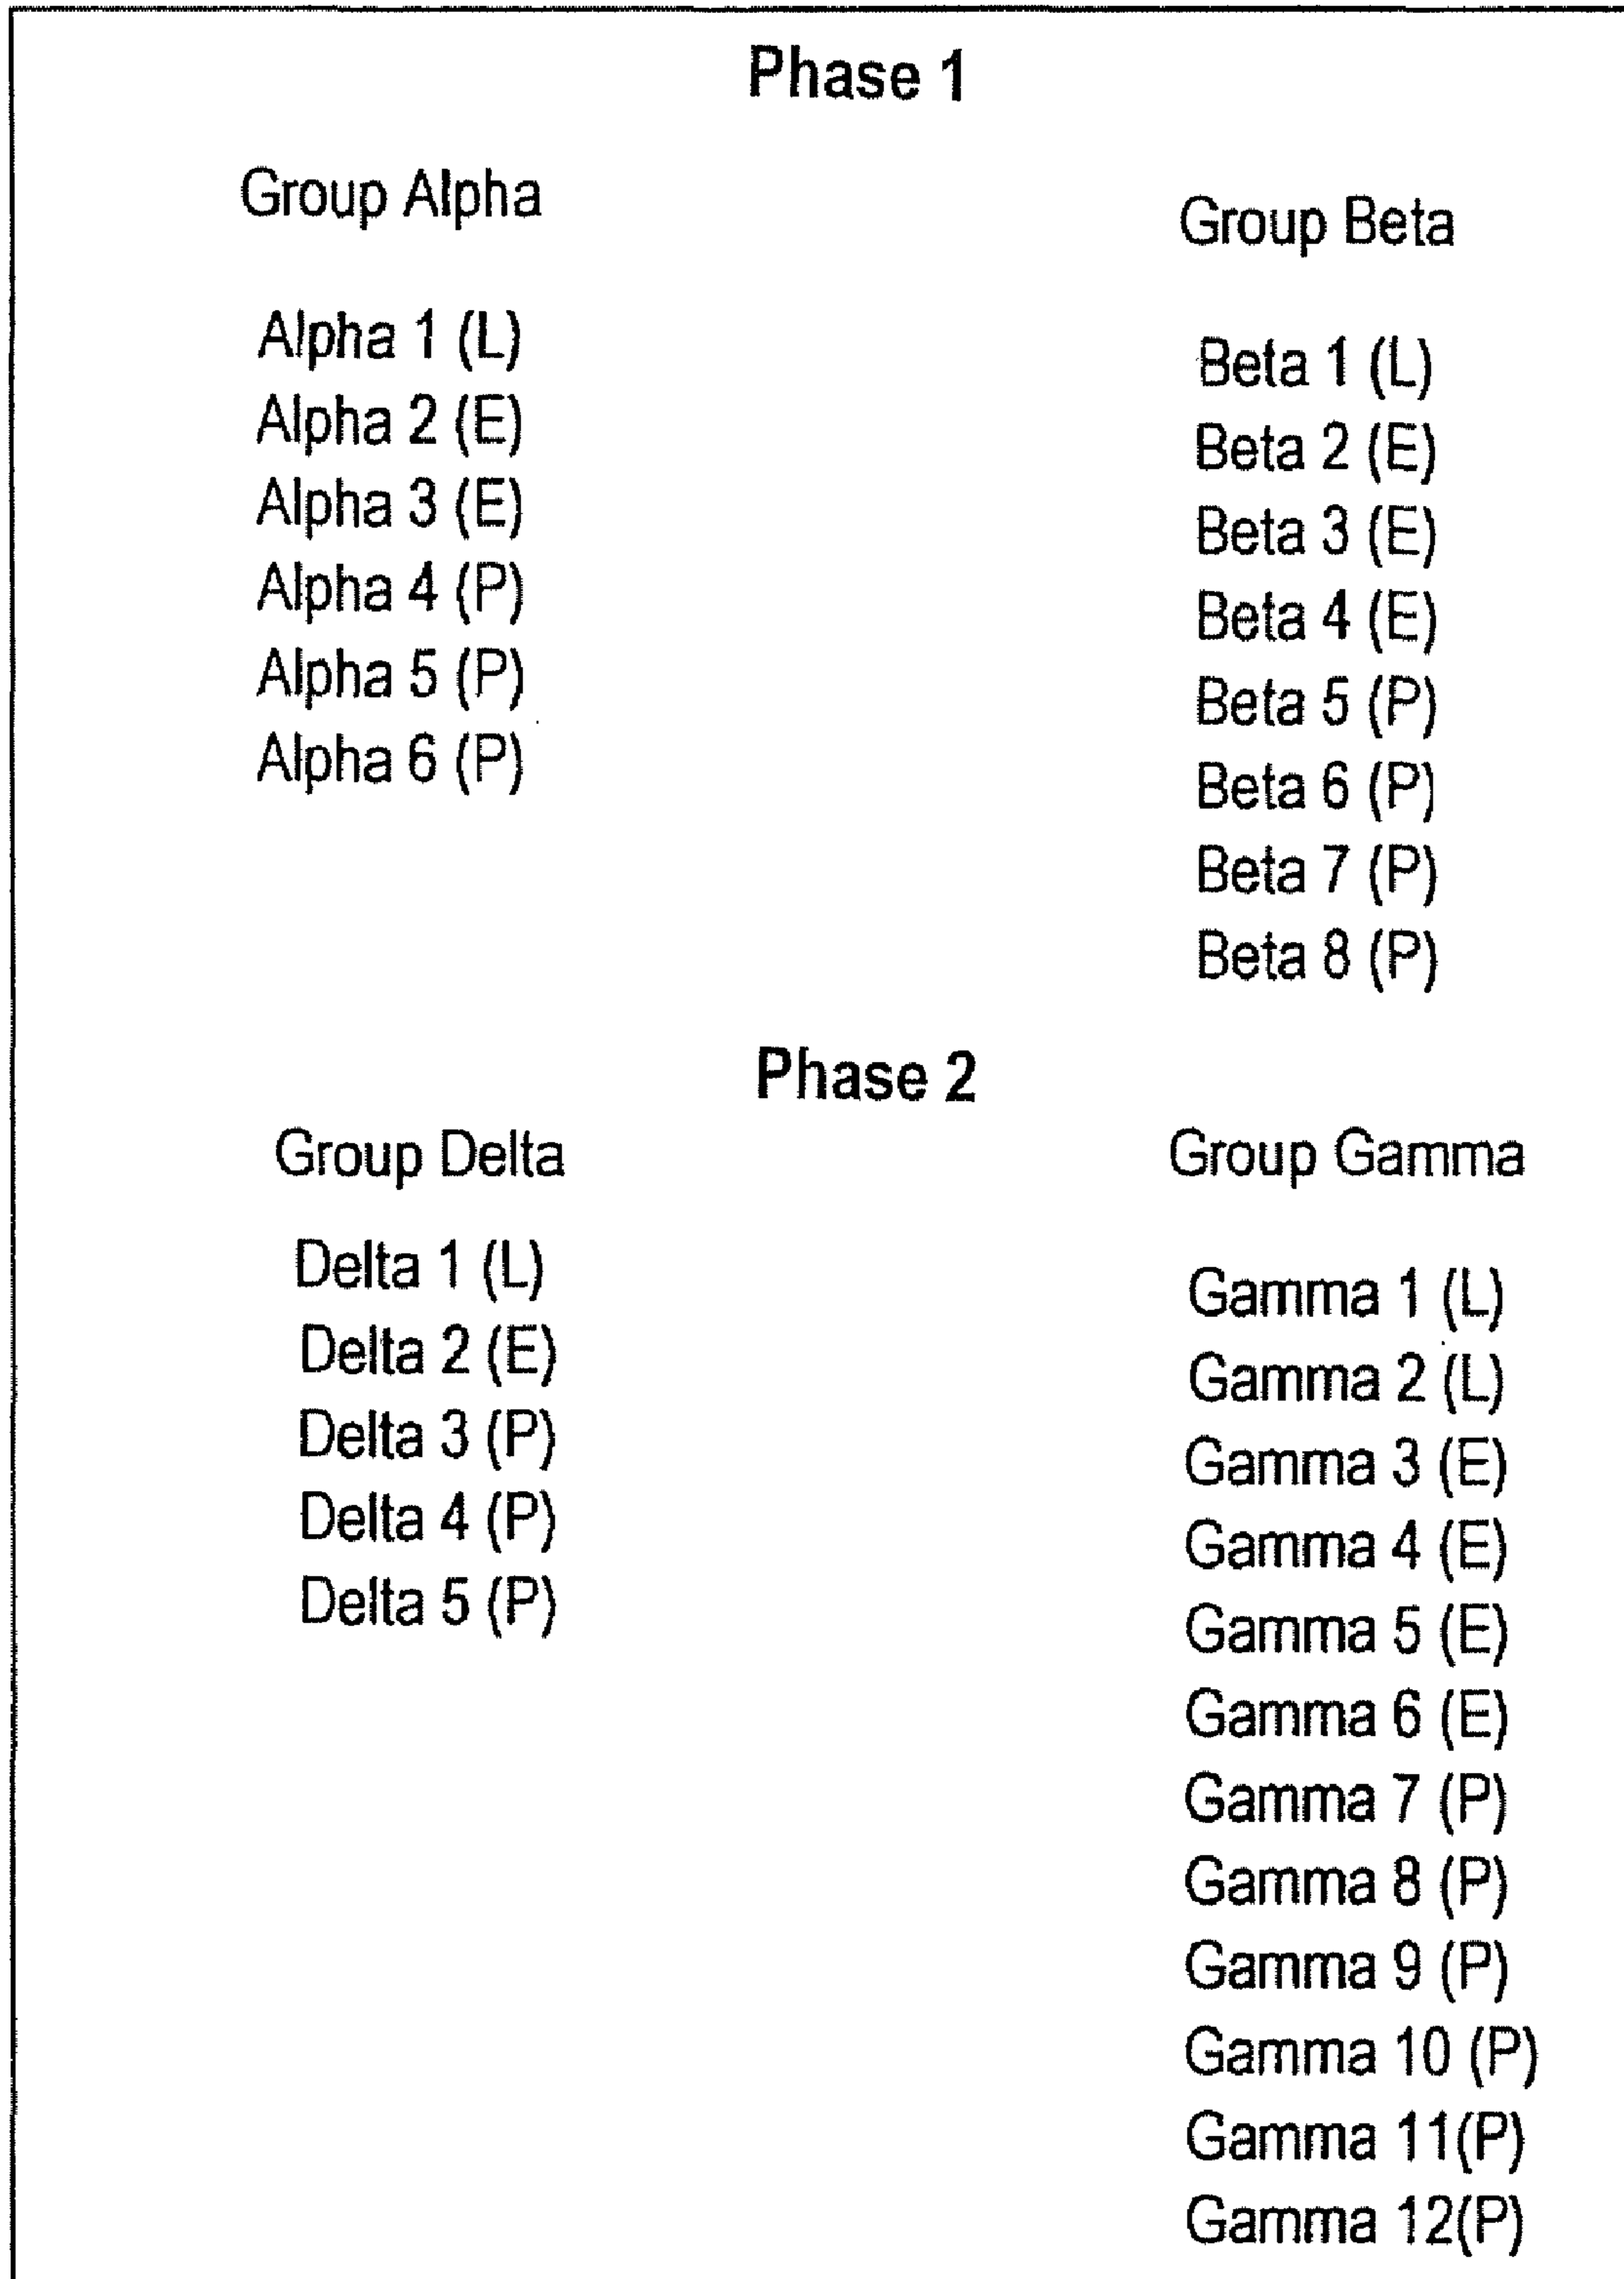 Phase 1
Group Alpha
Alpha 1 (L)
Alpha 2 (E)
Alpha 3 (E)
Alpha 4 (P)
Alpha 5 (P)
Alpha 6 (P)
Group Beta
Beta 1 (L)
Beta 2 (E)
Beta 3 (E)
Beta 4 (E)
Beta 5 (P)
Beta 6 (P)
Beta 7 (P)
Beta 8 (P)
Phase 2
Group Delta
Delta 1 (L)
Delta 2 (E)
Delta 3 (P)
Delta 4 (P)
Delta 5 (P)
Group Gamma
Gamma 1 (L)
Gamma 2 (L)
Gamma 3 (E)
Gamma 4 (E)
Gamma 5 (E)
Gamma 6 (E)
Gamma 7 (P)
Gamma 8 (P)
Gamma 9 (P)
Gamma 10 (P)
Gamma 11(P)
Gamma 12(P)